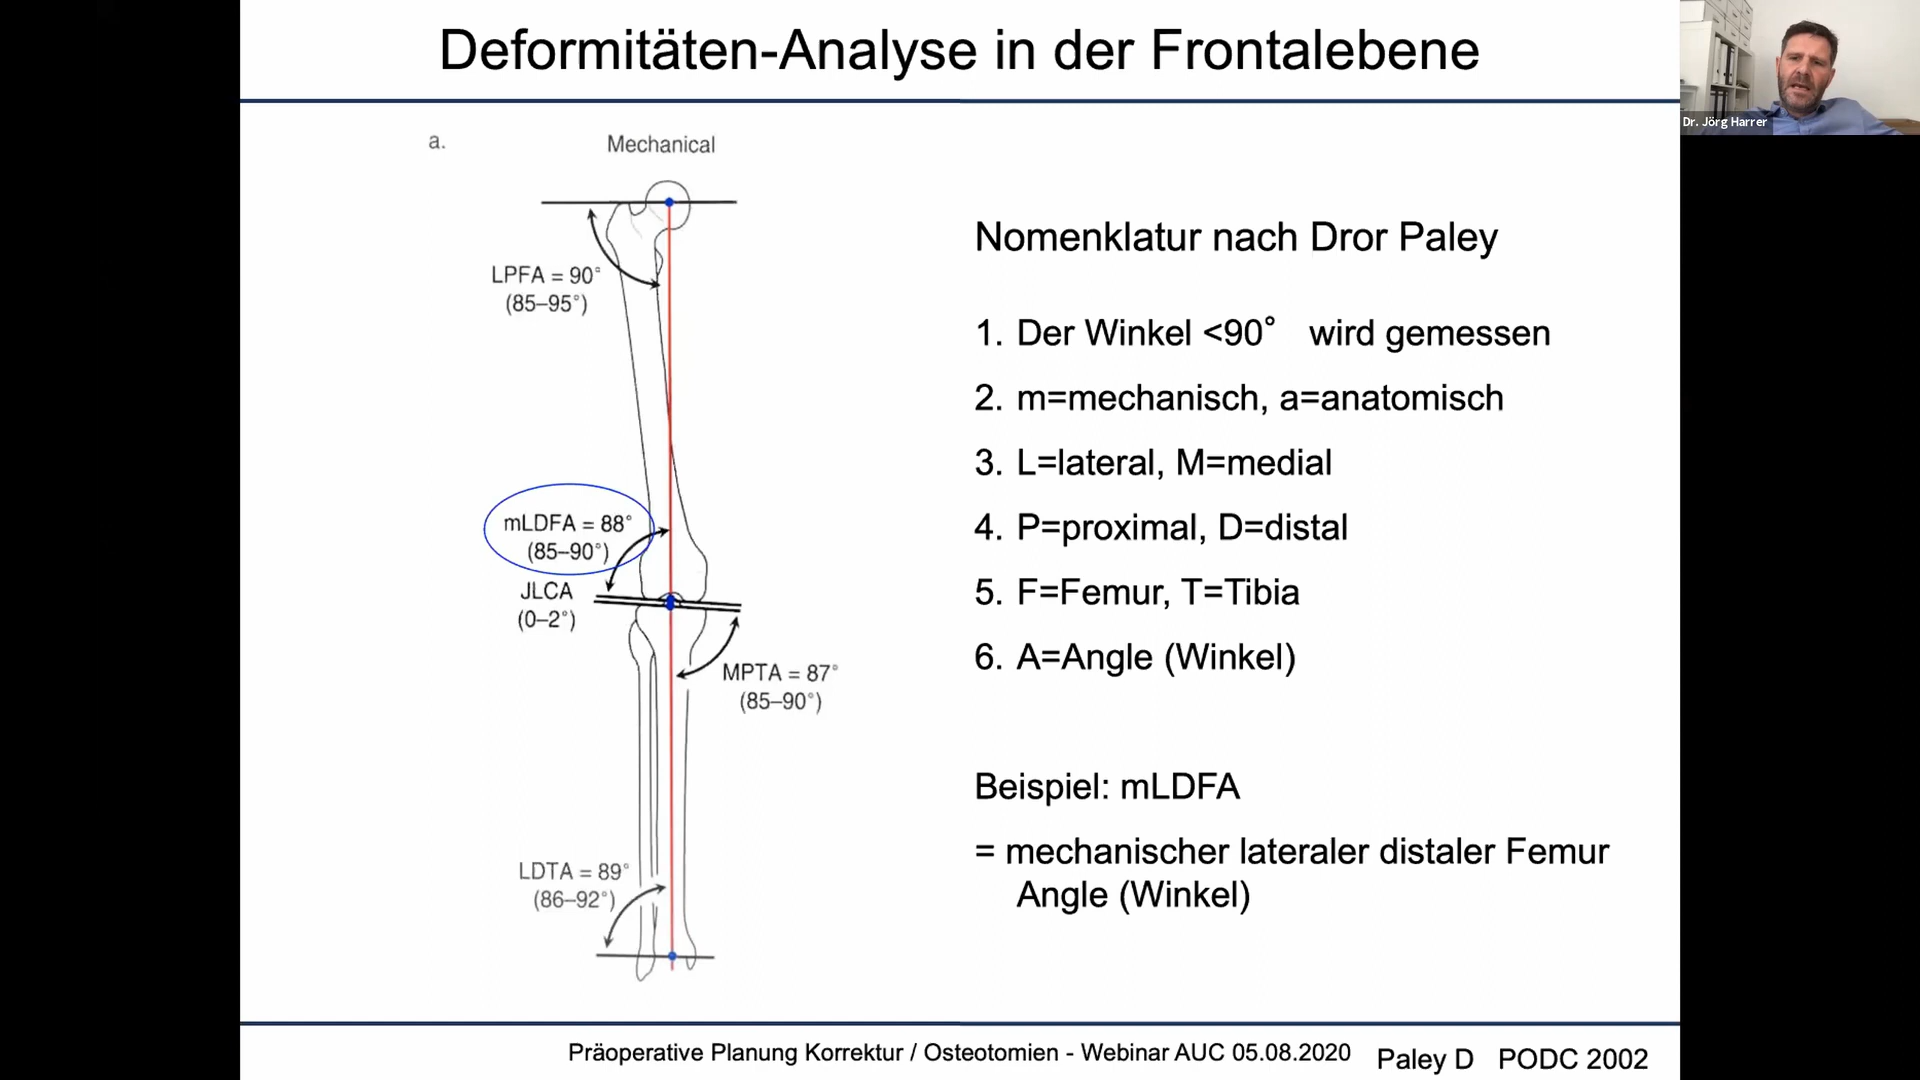 Deformitäten-Analyse in der Frontalebene
Dr. Jörg Harrer
a.
Mechanical
LPFA = 90°
(85–95°)
mLDFA = 88°
(85–90°)
JLCA
(0–2°)
MPTA = 87°
(85–90°)
LDTA = 89°
(86–92°)
Nomenklatur nach Dror Paley
1. Der Winkel <90° wird gemessen
2. m=mechanisch, a=anatomisch
3. L=lateral, M=medial
4. P=proximal, D=distal
5. F=Femur, T=Tibia
6. A=Angle (Winkel)
Beispiel: mLDFA
= mechanischer lateraler distaler Femur
Angle (Winkel)
Präoperative Planung Korrektur / Osteotomien - Webinar AUC 05.08.2020
Paley D PODC 2002